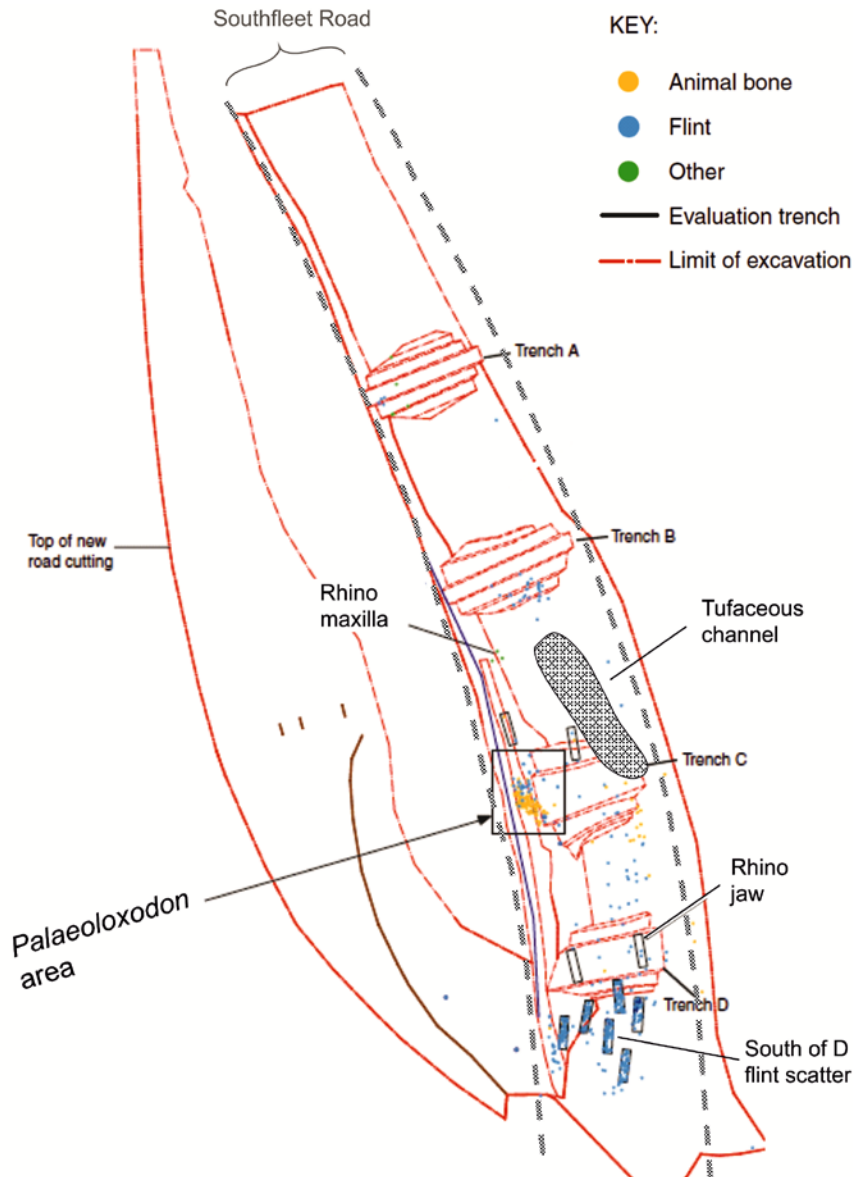 Southfleet Road
KEY:
Animal bone
Flint
Other
Evaluation trench
Limit of excavation
Trench A
Trench B
Top of new
road cutting
Rhino
maxilla
Tufaceous
channel
Trench C
Rhino
jaw
Palaeoloxodon
area
Trench D
South of D
flint scatter